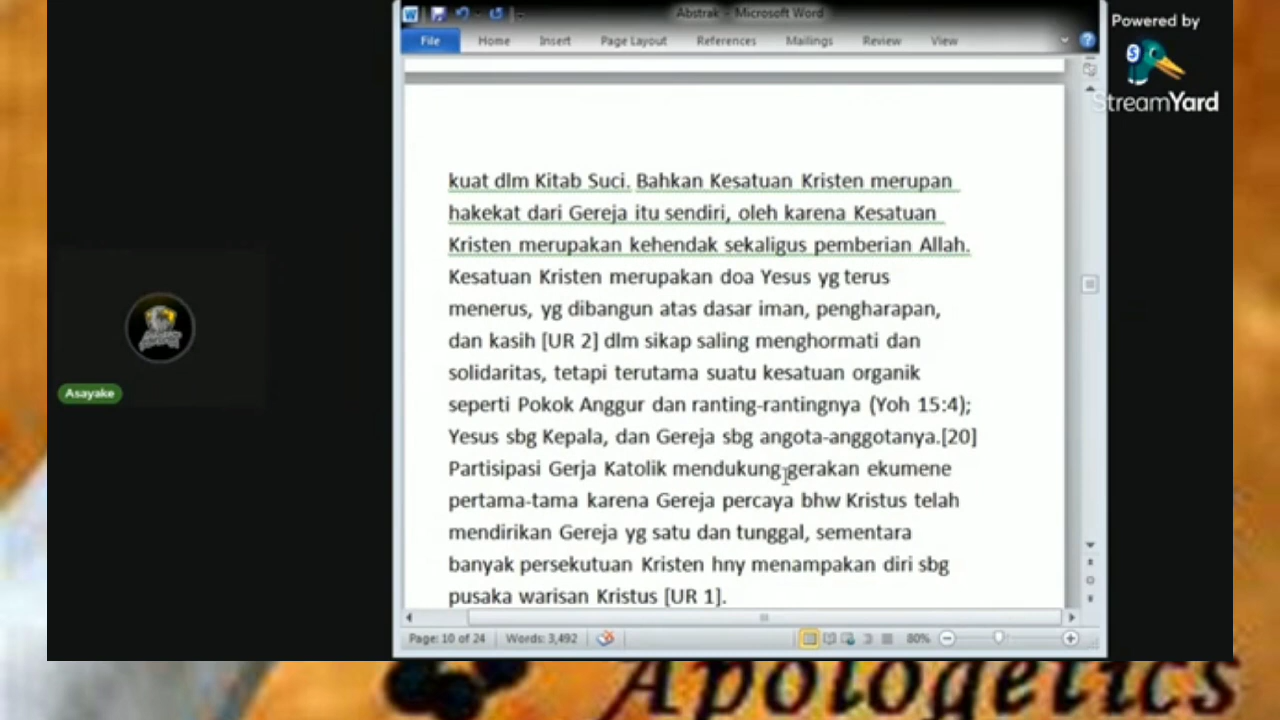 Abstrak - Microsoft Word
Powered by
StreamYard
File Home Insert Page Layout References Mailings Review View
kuat dlm Kitab Suci. Bahkan Kesatuan Kristen merupan
hakekat dari Gereja itu sendiri, oleh karena Kesatuan
Kristen merupakan kehendak sekaligus pemberian Allah.
Kesatuan Kristen merupakan doa Yesus yg terus
menerus, yg dibangun atas dasar iman, pengharapan,
dan kasih [UR 2] dlm sikap saling menghormati dan
solidaritas, tetapi terutama suatu kesatuan organik
seperti Pokok Anggur dan ranting-rantingnya (Yoh 15:4);
Yesus sbg Kepala, dan Gereja sbg angota-anggotanya.[20]
Partisipasi Gerja Katolik mendukung gerakan ekumene
pertama-tama karena Gereja percaya bhw Kristus telah
mendirikan Gereja yg satu dan tunggal, sementara
banyak persekutuan Kristen hny menampakan diri sbg
pusaka warisan Kristus [UR 1].
Asayake
Page: 10 of 24 Words: 3,492 80%
Apologetics